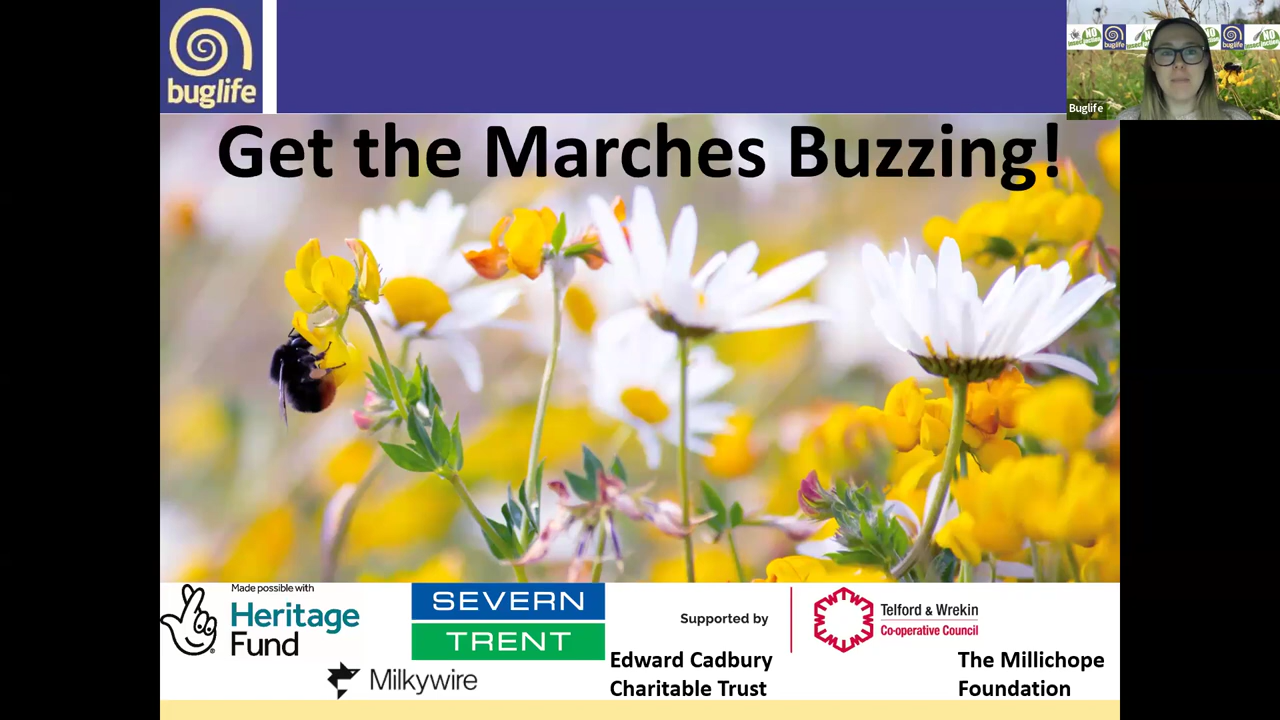 buglife
Buglife
Get the Marches Buzzing!
Made possible with
Heritage
Fund
SEVERN
TRENT
Supported by
Telford & Wrekin
Co-operative Council
Milkywire
Edward Cadbury
Charitable Trust
The Millichope
Foundation